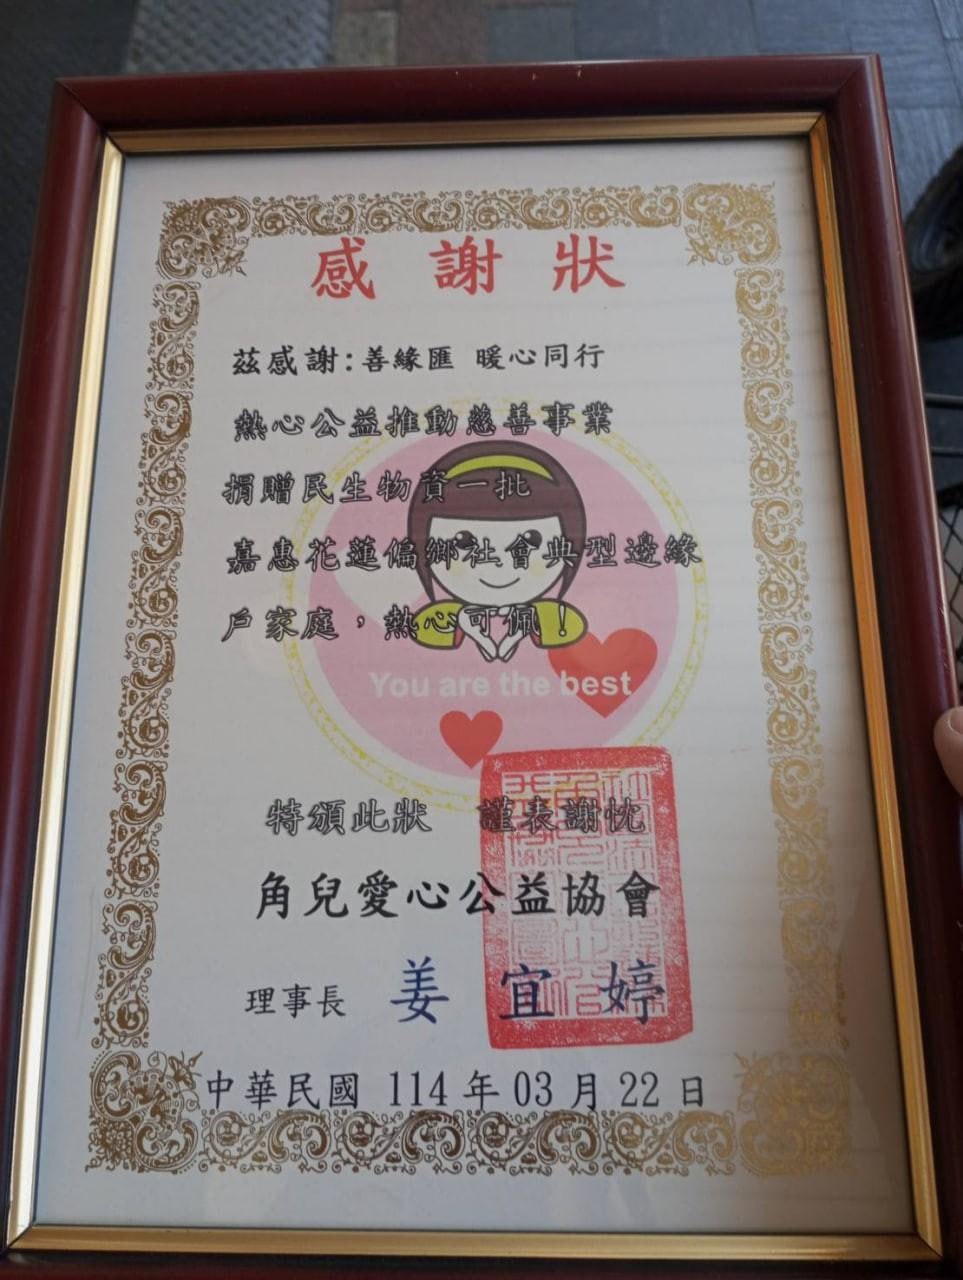 感謝狀
茲感謝:善緣匯 暖心同行
熱心公益推動慈善事業
捐贈民生物資一批
嘉惠花蓮偏鄉社會典型邊緣
戶家庭,熱心可佩!
You are the best
特頒此狀 謹表謝忱
角兒愛心公益協會
理事長 姜宜婷
中華民國 114 年 03 月 22 日